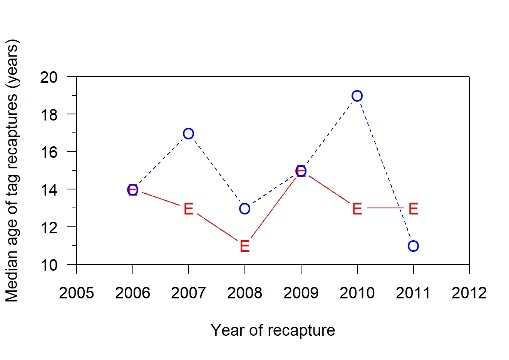 Median age of tag recaptures (years)
20
18
16
14
12
10
O
O
O
O
O
O
E
E
E
E
E
E
2005 2006 2007 2008 2009 2010 2011 2012
Year of recapture